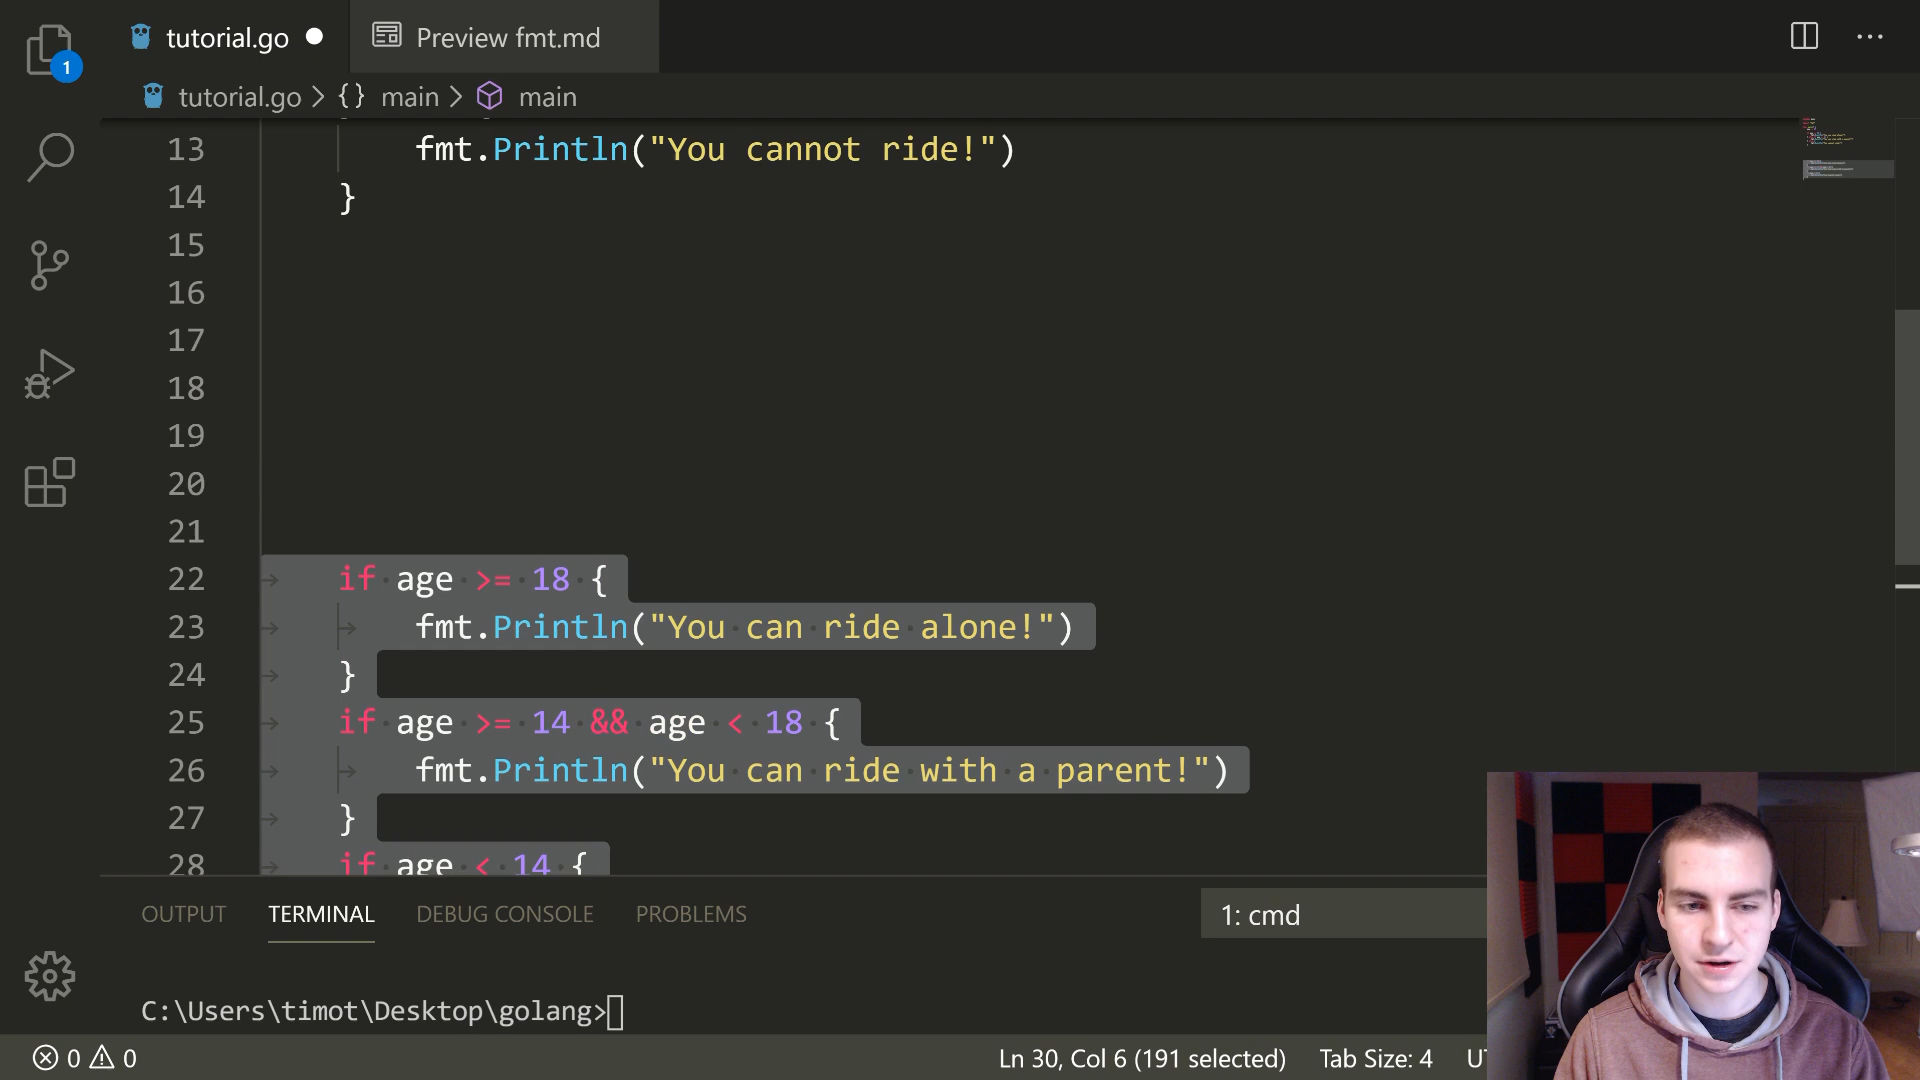 tutorial.go
Preview fmt.md
1
tutorial.go > {} main > main
13 fmt.Println("You cannot ride!")
14 }
15
16
17
18
19
20
21
22 if age >= 18 {
23 fmt.Println("You can ride alone!")
24 }
25 if age >= 14 && age < 18 {
26 fmt.Println("You can ride with a parent!")
27 }
28 if age < 14 {
OUTPUT TERMINAL DEBUG CONSOLE PROBLEMS 1: cmd
C:\Users\timot\Desktop\golang>
0 0 Ln 30, Col 6 (191 selected) Tab Size: 4